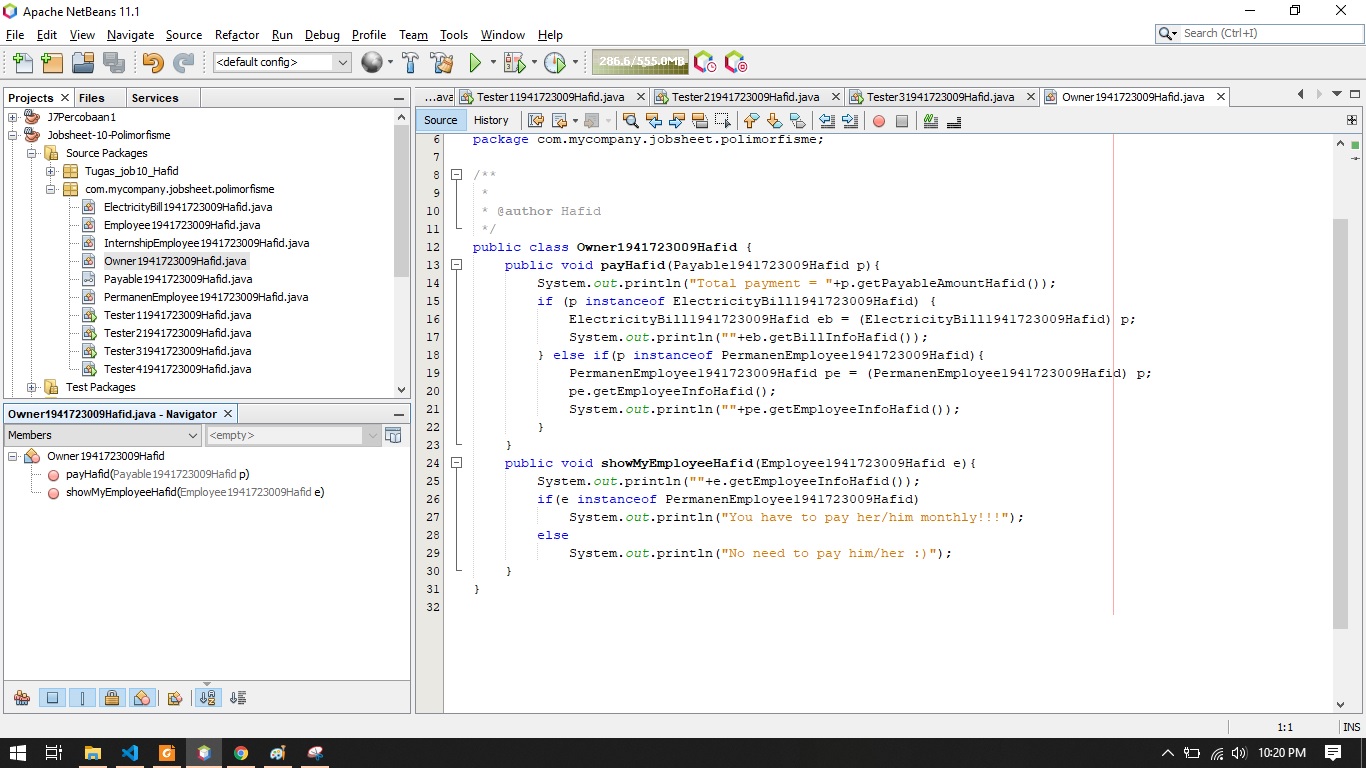 Apache NetBeans 11.1
File Edit View Navigate Source Refactor Run Debug Profile Team Tools Window Help
Search (Ctrl+I)
<default config>
286.6/555.0MB
Projects Files Services
J7Percobaan1
Jobsheet-10-Polimorfisme
Source Packages
Tugas_job10_Hafid
com.mycompany.jobsheet.polimorfisme
ElectricityBill1941723009Hafid.java
Employee1941723009Hafid.java
InternshipEmployee1941723009Hafid.java
Owner1941723009Hafid.java
Payable1941723009Hafid.java
PermanenEmployee1941723009Hafid.java
Tester11941723009Hafid.java
Tester21941723009Hafid.java
Tester31941723009Hafid.java
Tester41941723009Hafid.java
Test Packages
Owner1941723009Hafid.java - Navigator
Members
<empty>
Owner1941723009Hafid
payHafid(Payable1941723009Hafid p)
showMyEmployeeHafid(Employee1941723009Hafid e)
...ava Tester11941723009Hafid.java Tester21941723009Hafid.java Tester31941723009Hafid.java Owner1941723009Hafid.java
Source History
6 package com.mycompany.jobsheet.polimorfisme;
7
8 /**
9 *
10 * @author Hafid
11 */
12 public class Owner1941723009Hafid {
13 public void payHafid(Payable1941723009Hafid p){
14 System.out.println("Total payment = "+p.getPayableAmountHafid());
15 if (p instanceof ElectricityBill1941723009Hafid) {
16 ElectricityBill1941723009Hafid eb = (ElectricityBill1941723009Hafid) p;
17 System.out.println(""+eb.getBillInfoHafid());
18 } else if(p instanceof PermanenEmployee1941723009Hafid){
19 PermanenEmployee1941723009Hafid pe = (PermanenEmployee1941723009Hafid) p;
20 pe.getEmployeeInfoHafid();
21 System.out.println(""+pe.getEmployeeInfoHafid());
22 }
23 }
24 public void showMyEmployeeHafid(Employee1941723009Hafid e){
25 System.out.println(""+e.getEmployeeInfoHafid());
26 if(e instanceof PermanenEmployee1941723009Hafid)
27 System.out.println("You have to pay her/him monthly!!!");
28 else
29 System.out.println("No need to pay him/her :)");
30 }
31 }
32
1:1 INS
10:20 PM